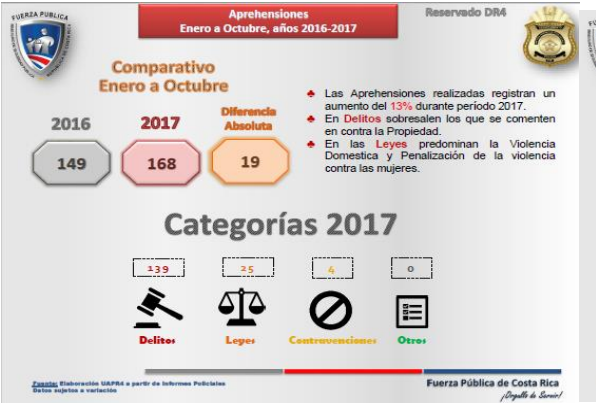 FUERZA PUBLICA
Aprehensiones
Enero a Octubre, años 2016-2017
Reservado DR4
Comparativo
Enero a Octubre
2016
2017
Diferencia
Absoluta
149
168
19
Las Aprehensiones realizadas registran un
aumento del 13% durante período 2017.
En Delitos sobresalen los que se comenten
en contra la Propiedad.
En las Leyes predominan la Violencia
Domestica y Penalización de la violencia
contra las mujeres.
Categorías 2017
139
25
4
0
Delitos
Leyes
Contravenciones
Otros
Fuente: Elaboración UAPR4 a partir de Informes Policiales
Datos sujetos a variación
Fuerza Pública de Costa Rica
¡Orgullo de Servir!